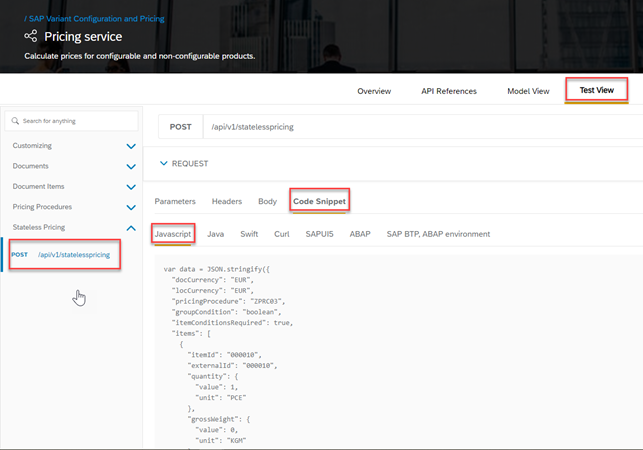 / SAP Variant Configuration and Pricing
Pricing service
Calculate prices for configurable and non-configurable products.
Overview API References Model View Test View
Search for anything
Customizing
Documents
Document Items
Pricing Procedures
Stateless Pricing
POST /api/v1/statelesspricing
POST /api/v1/statelesspricing
REQUEST
Parameters Headers Body Code Snippet
Javascript Java Swift Curl SAPUI5 ABAP SAP BTP, ABAP environment
var data = JSON.stringify({
"docCurrency": "EUR",
"locCurrency": "EUR",
"pricingProcedure": "ZPRC03",
"groupCondition": "boolean",
"itemConditionsRequired": true,
"items": [
{
"itemId": "000010",
"externalId": "000010",
"quantity": {
"value": 1,
"unit": "PCE"
},
"grossWeight": {
"value": 0,
"unit": "KGM"